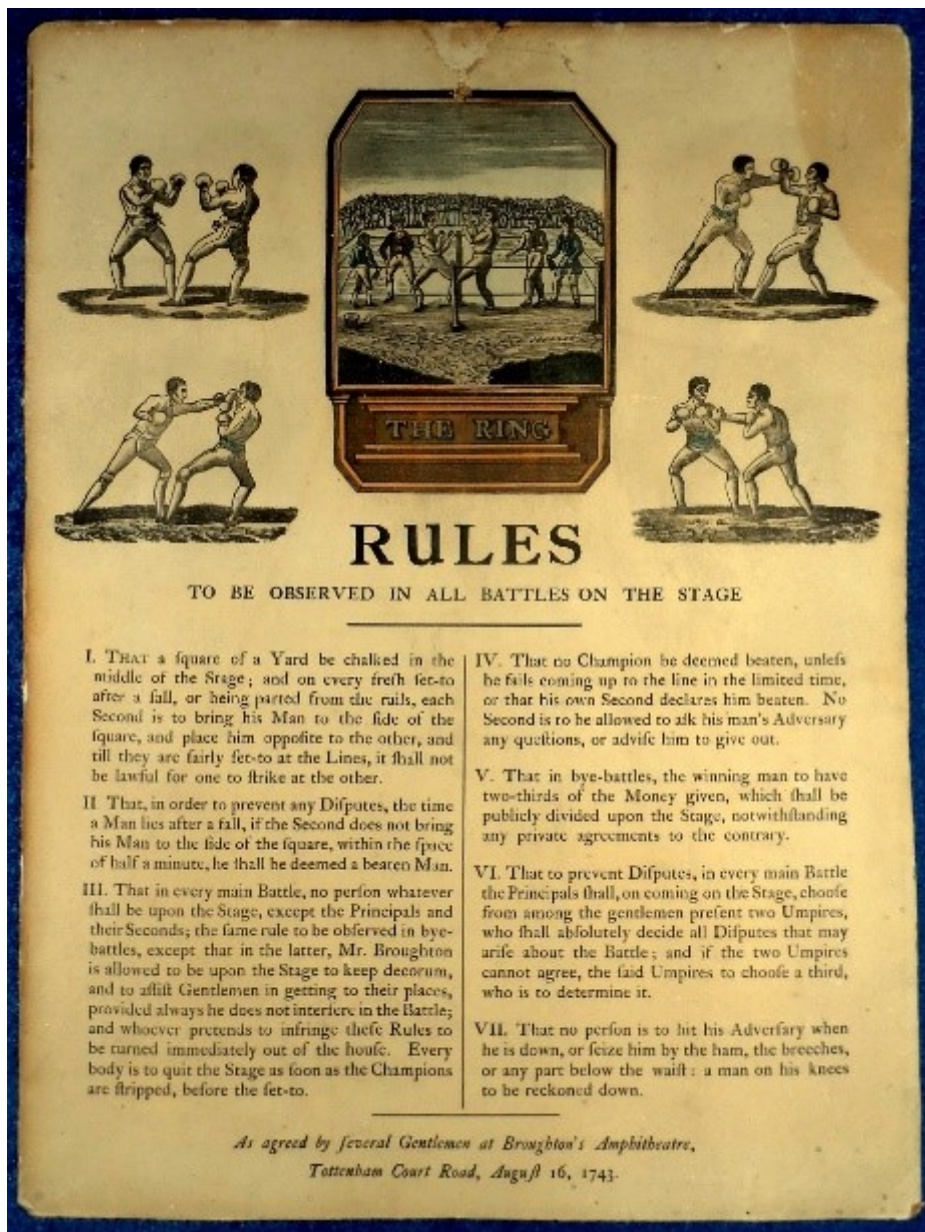 THE RING
RULES
TO BE OBSERVED IN ALL BATTLES ON THE STAGE
I. THAT a ſquare of a Yard be chalked in the
middle of the Stage; and on every freſh ſet-to
after a fall, or being parted from the rails, each
Second is to bring his Man to the ſide of the
ſquare, and place him oppoſite to the other, and
till they are fairly ſet-to at the Lines, it ſhall not
be lawful for one to ſtrike at the other.
II That, in order to prevent any Diſputes, the time
a Man lies after a fall, if the Second does not bring
his Man to the ſide of the ſquare, within the ſpace
of half a minute, he ſhall be deemed a beaten Man.
III. That in every main Battle, no perſon whatever
ſhall be upon the Stage, except the Principals and
their Seconds; the ſame rule to be obſerved in bye-
battles, except that in the latter, Mr. Broughton
is allowed to be upon the Stage to keep decorum,
and to aſſiſt Gentlemen in getting to their places,
provided always he does not interfere in the Battle;
and whoever pretends to infringe theſe Rules to
be turned immediately out of the houſe. Every
body is to quit the Stage as ſoon as the Champions
are ſtripped, before the ſet-to.
IV. That no Champion be deemed beaten, unleſs
he fails coming up to the line in the limited time,
or that his own Second declares him beaten. No
Second is to be allowed to aſk his man's Adversary
any queſtions, or adviſe him to give out.
V. That in bye-battles, the winning man to have
two-thirds of the Money given, which ſhall be
publicly divided upon the Stage, notwithſtanding
any private agreements to the contrary.
VI. That to prevent Diſputes, in every main Battle
the Principals ſhall, on coming on the Stage, chooſe
from among the gentlemen preſent two Umpires,
who ſhall abſolutely decide all Diſputes that may
ariſe about the Battle; and if the two Umpires
cannot agree, the ſaid Umpires to chooſe a third,
who is to determine it.
VII. That no perſon is to hit his Adverſary when
he is down, or ſeize him by the ham, the breeches,
or any part below the waiſt: a man on his knees
to be reckoned down.
As agreed by ſeveral Gentlemen at Broughton's Amphitheatre,
Tottenham Court Road, Auguſt 16, 1743.